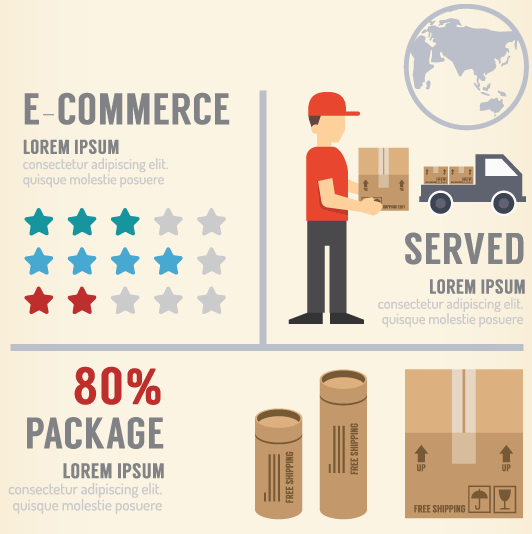 E-COMMERCE
LOREM IPSUM
consectetur adipiscing elit.
quisque molestie posuere
SERVED
LOREM IPSUM
consectetur adipiscing elit.
quisque molestie posuere
80%
PACKAGE
LOREM IPSUM
consectetur adipiscing elit.
quisque molestie posuere
FREE SHIPPING
FREE SHIPPING
UP
UP
FREE SHIPPING